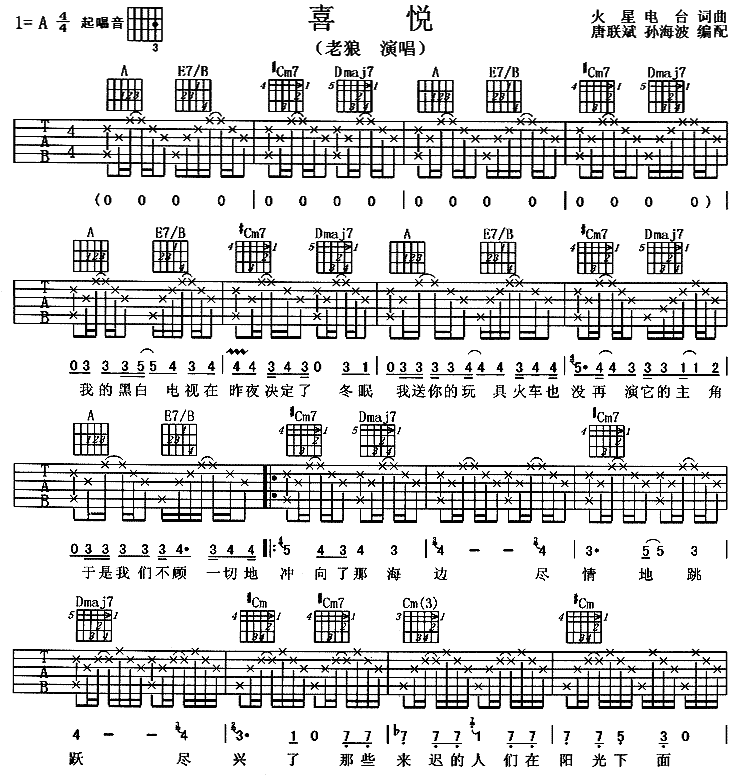 喜 悦
1= A 4/4 起唱音 3
火 星 电 台 词曲
（老狼 演唱） 唐联斌 孙海波 编配
A E7/B #Cm7 Dmaj7 A E7/B #Cm7 Dmaj7
T A B 4 4
(0 0 0 0 | 0 0 0 0 | 0 0 0 0 | 0 0 0 0) |
A E7/B #Cm7 Dmaj7 A E7/B #Cm7 Dmaj7
T A B
0 3 3 3 5 5 4 3 4 | 4 4 3 4 3 0 3 1 | 0 3 3 3 4 4 3 4 | 5· 4 4 3 3 1 1 2
我的黑白 电视在 昨夜决定了 冬眠 我送你的玩 具火车也 没再 演它的主 角
A E7/B #Cm7 Dmaj7 #Cm7
T A B
0 3 3 3 3 3 4· 3 4 4 |: 5 4 3 4 3 | 4 - - 4 | 3· 5 5 3
于是我们不顾 一切地 冲 向了那 海 边 尽 情 地 跳
Dmaj7 #Cm #Cm7 Cm(3) #Cm
T A B
4 - - 4 | 3· 1 0 7 7 | b7 7 7 1 7 7 | 7 7 5 3 0
跃 尽 兴 了 那些 来 迟的人 们在 阳光下 面